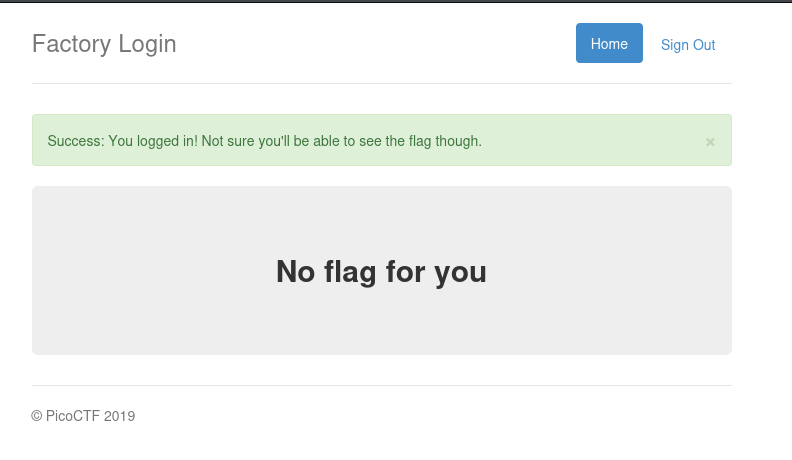 Factory Login
Home
Sign Out
Success: You logged in! Not sure you'll be able to see the flag though.
×
No flag for you
© PicoCTF 2019